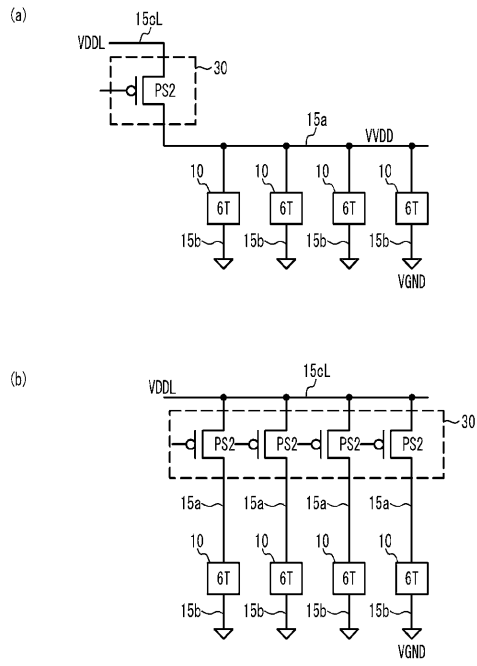 (a)
15cL
VDDL
30
PS2
15a
VVDD
10 10 10 10
6T 6T 6T 6T
15b 15b 15b 15b
VGND
(b)
15cL
VDDL
30
PS2 PS2 PS2 PS2
15a 15a 15a 15a
10 10 10 10
6T 6T 6T 6T
15b 15b 15b 15b
VGND